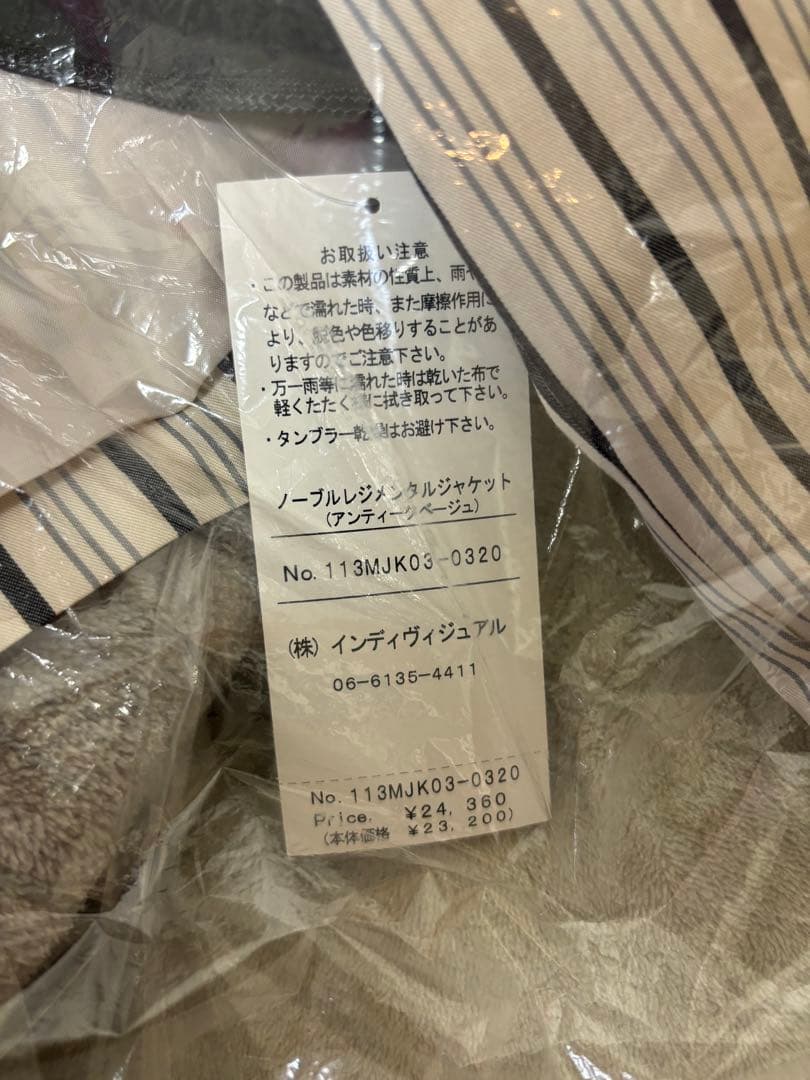 お取扱い注意
・この製品は素材の性質上、雨や
などで濡れた時、また摩擦作用に
より、脱色や色移りすることがあ
りますのでご注意下さい。
・万一雨等に濡れた時は乾いた布で
軽くたたく様に拭き取って下さい。
・タンブラー乾燥はお避け下さい。
ノーブルレジメンタルジャケット
(アンティークベージュ)
No. 113MJK03-0320
(株) インディヴィジュアル
06-6135-4411
No. 113MJK03-0320
Price. ¥24, 360
(本体価格 ¥23, 200)